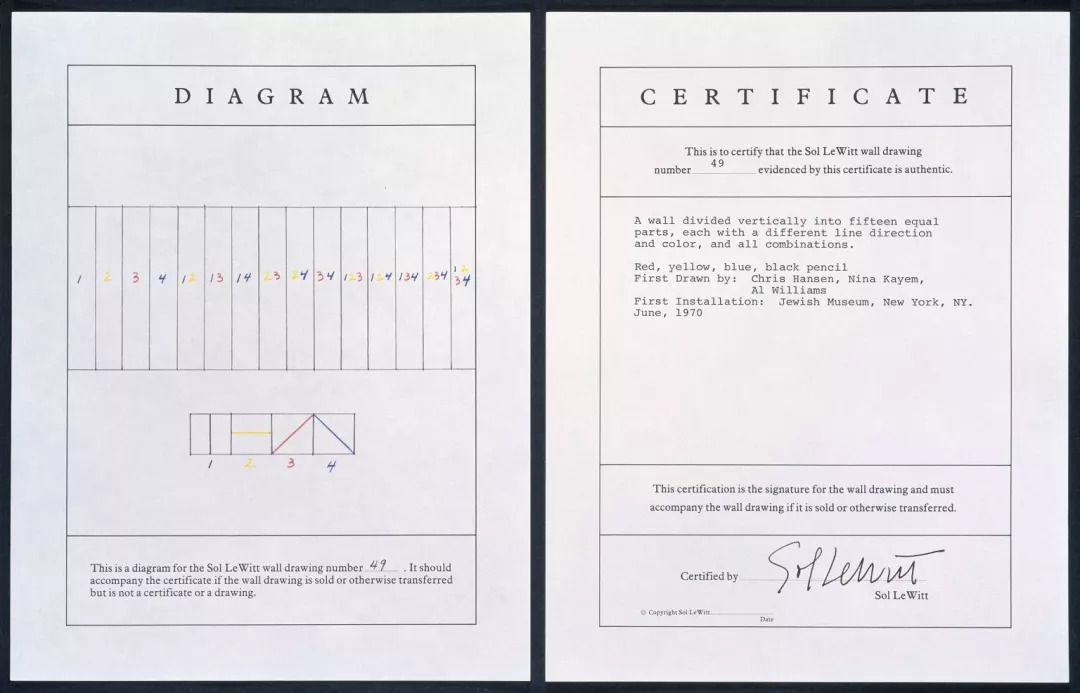 DIAGRAM
1 2 3 4 12 13 14 23 24 34 123 124 134 234 12
34
1 2 3 4
This is a diagram for the Sol LeWitt wall drawing number 49 . It should
accompany the certificate if the wall drawing is sold or otherwise transferred
but is not a certificate or a drawing.
CERTIFICATE
This is to certify that the Sol LeWitt wall drawing
number 49 evidenced by this certificate is authentic.
A wall divided vertically into fifteen equal
parts, each with a different line direction
and color, and all combinations.
Red, yellow, blue, black pencil
First Drawn by: Chris Hansen, Nina Kayem,
Al Williams
First Installation: Jewish Museum, New York, NY.
June, 1970
This certification is the signature for the wall drawing and must
accompany the wall drawing if it is sold or otherwise transferred.
Certified by Sol LeWitt
Sol LeWitt
© Copyright Sol LeWitt
Date